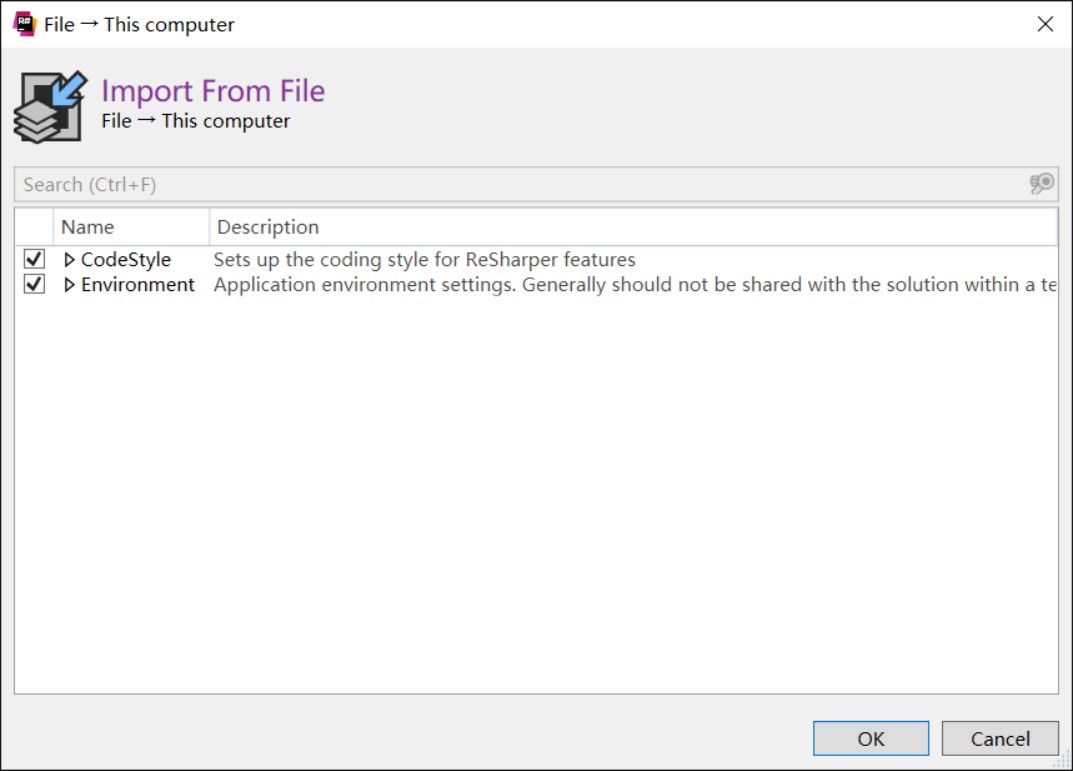 File → This computer
Import From File
File → This computer
Search (Ctrl+F)
Name Description
CodeStyle Sets up the coding style for ReSharper features
Environment Application environment settings. Generally should not be shared with the solution within a te
OK Cancel